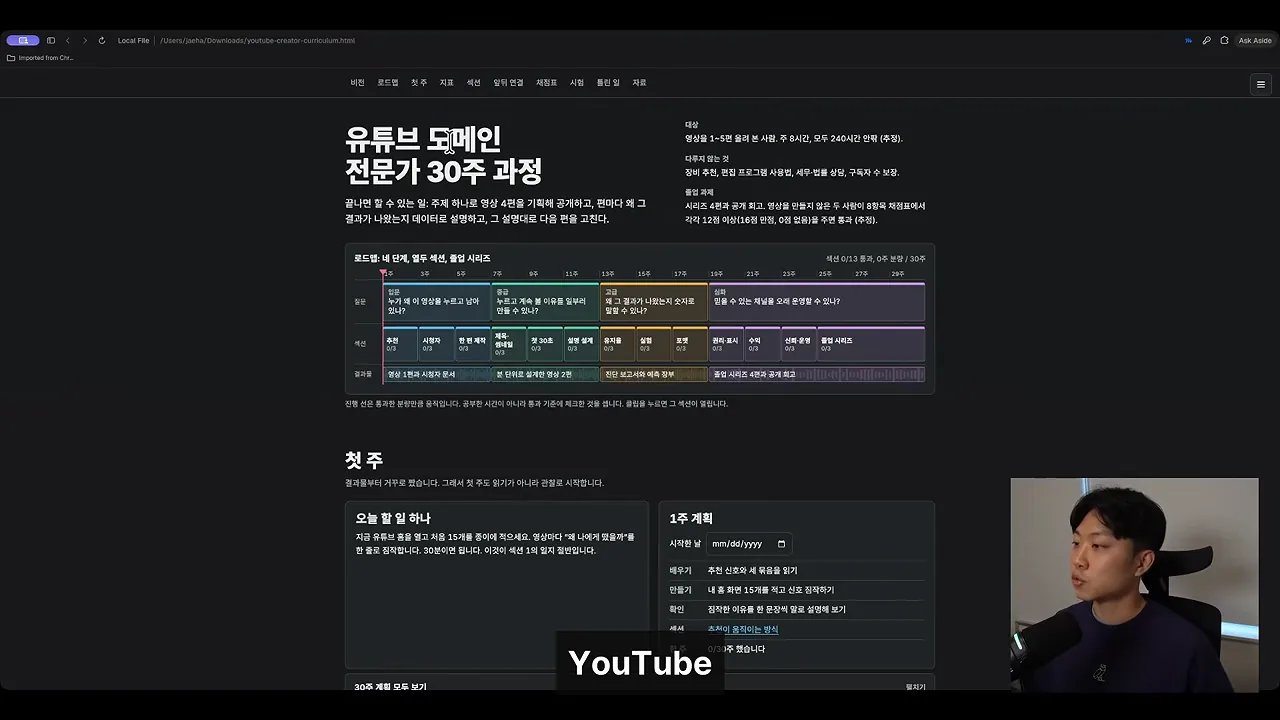 Local File
/Users/jaeha/Downloads/youtube-creator-curriculum.html
Ask Aside
Imported from Chr...
비전 로드맵 첫 주 지표 섹션 앞뒤 연결 채점표 시험 틀린 일 자료
유튜브 도메인
전문가 30주 과정
끝나면 할 수 있는 일: 주제 하나로 영상 4편을 기획해 공개하고, 편마다 왜 그
결과가 나왔는지 데이터로 설명하고, 그 설명대로 다음 편을 고친다.
대상
영상을 1~5편 올려 본 사람. 주 8시간, 모두 240시간 안팎 (추정).
다루지 않는 것
장비 추천, 편집 프로그램 사용법, 세무·법률 상담, 구독자 수 보장.
졸업 과제
시리즈 4편과 공개 회고. 영상을 만들지 않은 두 사람이 8항목 채점표에서
각각 12점 이상(16점 만점, 0점 없음)을 주면 통과 (추정).
로드맵: 네 단계, 열두 섹션, 졸업 시리즈
섹션 0/13 통과, 0주 분량 / 30주
1주 3주 5주 7주 9주 11주 13주 15주 17주 19주 21주 23주 25주 27주 29주
질문
입문
누가 왜 이 영상을 누르고 남아
있나?
중급
누르고 계속 볼 이유를 일부러
만들 수 있나?
고급
왜 그 결과가 나왔는지 숫자로
말할 수 있나?
심화
믿을 수 있는 채널을 오래 운영할 수 있나?
섹션
추천
0/3
시청자
0/3
한 편 제작
0/3
제목·
썸네일
0/3
첫 30초
0/3
설명 설계
0/3
유지율
0/3
실험
0/3
포맷
0/3
권리·표시
0/3
수익
0/3
신뢰·운영
0/3
졸업 시리즈
0/3
결과물
영상 1편과 시청자 문서
분 단위로 설계한 영상 2편
진단 보고서와 예측 장부
졸업 시리즈 4편과 공개 회고
진행 선은 통과한 분량만큼 움직입니다. 공부한 시간이 아니라 통과 기준에 체크한 것을 셉니다. 클립을 누르면 그 섹션이 열립니다.
첫 주
결과물부터 거꾸로 짰습니다. 그래서 첫 주도 읽기가 아니라 관찰로 시작합니다.
오늘 할 일 하나
지금 유튜브 홈을 열고 처음 15개를 종이에 적으세요. 영상마다 “왜 나에게 떴을까”를
한 줄로 짐작합니다. 30분이면 됩니다. 이것이 섹션 1의 일지 절반입니다.
1주 계획
시작한 날 mm/dd/yyyy
배우기 추천 신호와 세 묶음을 읽기
만들기 내 홈 화면 15개를 적고 신호 짐작하기
확인 짐작한 이유를 한 문장씩 말로 설명해 보기
섹션 추천이 움직이는 방식
0/30주 했습니다
30주 계획 모두 보기
펼치기
YouTube